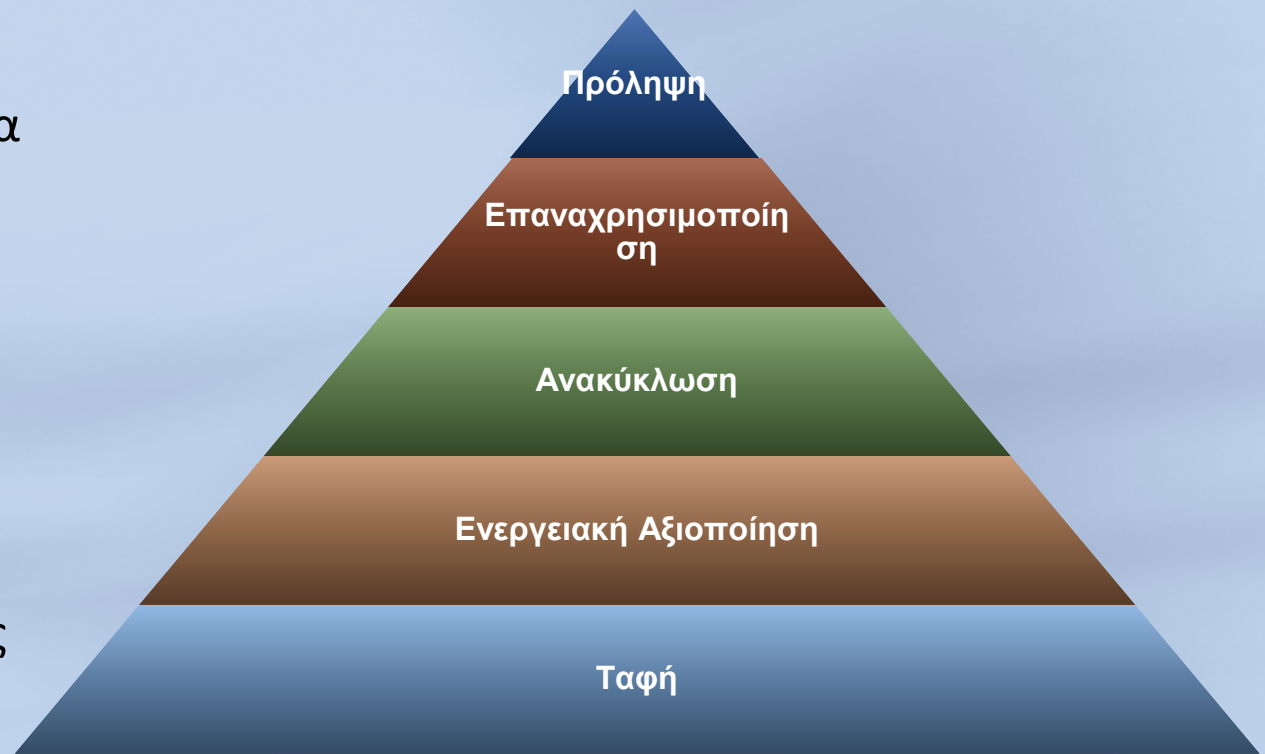 Πρόληψη
α
Επαναχρησιμοποίη
ση
Ανακύκλωση
Ενεργειακή Αξιοποίηση
ς
Ταφή